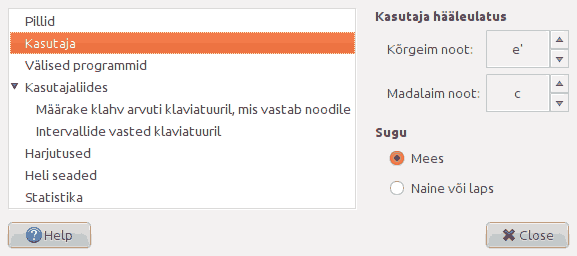 Pillid
Kasutaja
Välised programmid
Kasutajaliides
Määrake klahv arvuti klaviatuuril, mis vastab noodile
Intervallide vasted klaviatuuril
Harjutused
Heli seaded
Statistika
Kasutaja hääleulatus
Kõrgeim noot: e'
Madalaim noot: c
Sugu
Mees
Naine või laps
Help
Close